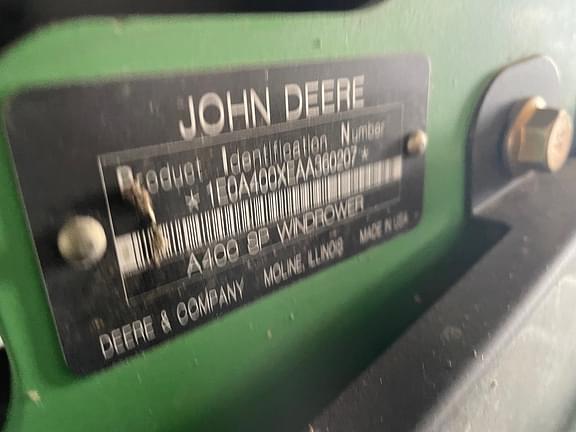 JOHN DEERE
Product Identification Number
*1E0A400XEAA360207*
A400 SP WINDROWER
DEERE & COMPANY MOLINE, ILLINOIS MADE IN USA